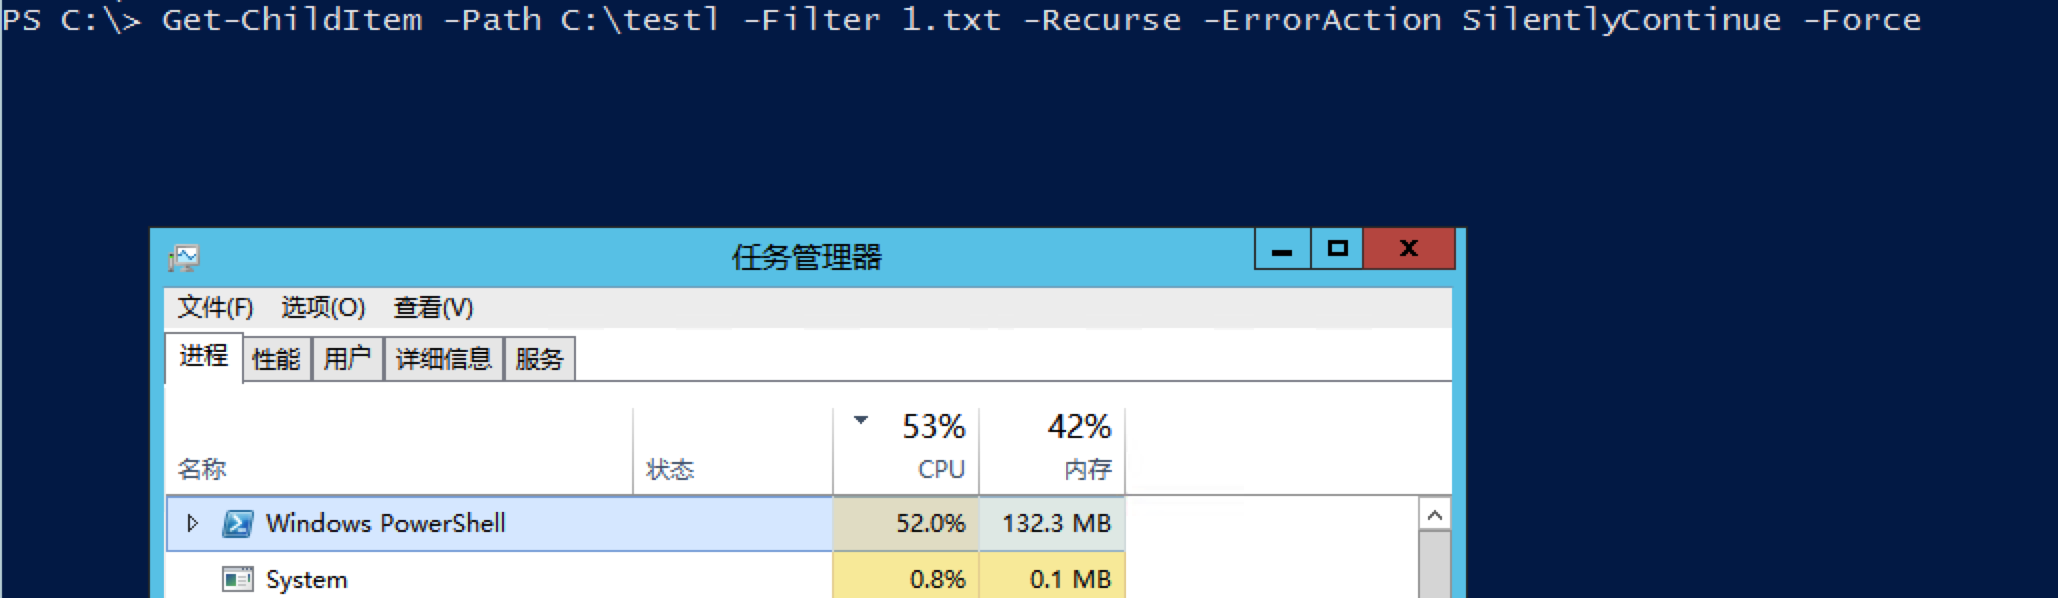 PS C:\> Get-ChildItem -Path C:\testl -Filter 1.txt -Recurse -ErrorAction SilentlyContinue -Force
任务管理器
文件(F) 选项(O) 查看(V)
进程 性能 用户 详细信息 服务
53% 42%
名称 状态 CPU 内存
Windows PowerShell 52.0% 132.3 MB
System 0.8% 0.1 MB